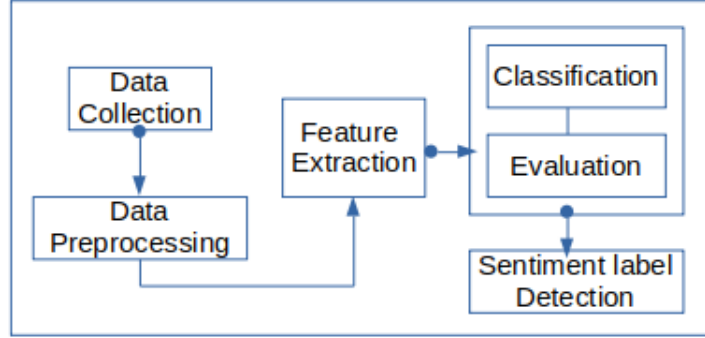 Data
Collection
Data
Preprocessing
Feature
Extraction
Classification
Evaluation
Sentiment label
Detection